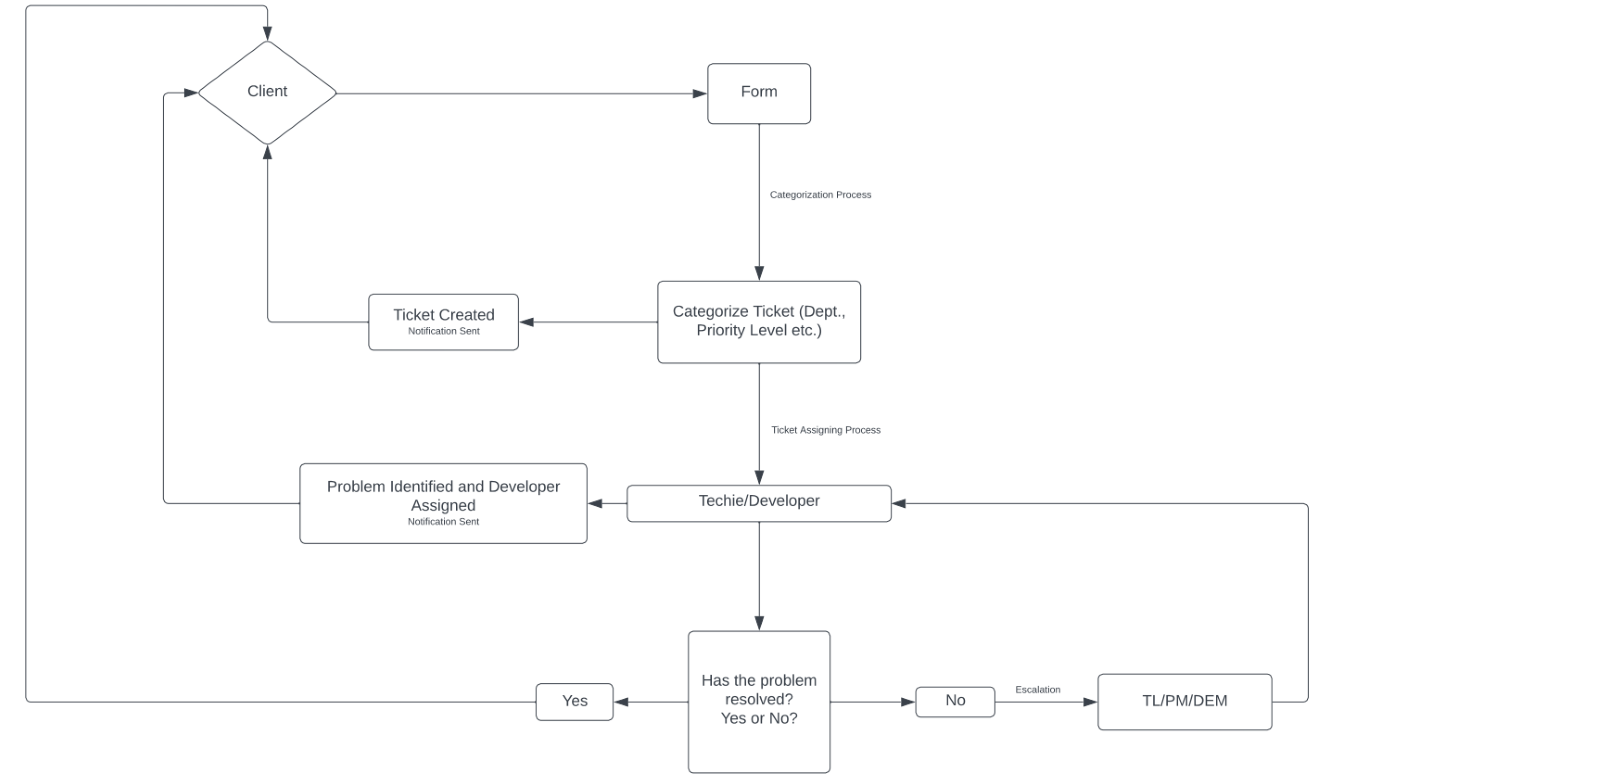 Client
Form
Categorization Process
Categorize Ticket (Dept.,
Priority Level etc.)
Ticket Created
Notification Sent
Ticket Assigning Process
Problem Identified and Developer
Assigned
Notification Sent
Techie/Developer
Has the problem
resolved?
Yes or No?
Yes
No
Escalation
TL/PM/DEM